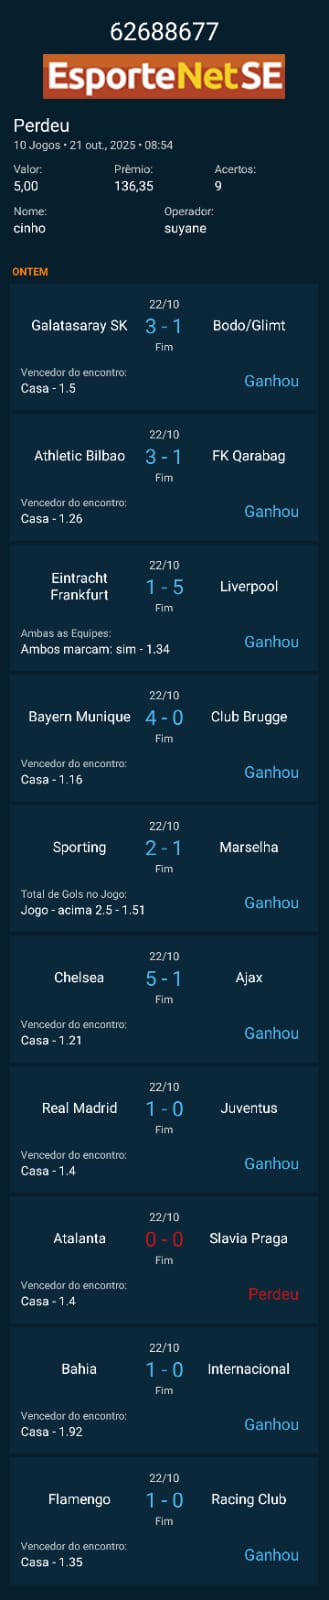 62688677
EsporteNetSE
Perdeu
10 Jogos • 21 out., 2025 • 08:54
Valor: Prêmio: Acertos:
5,00 136,35 9
Nome: Operador:
cinho suyane
ONTEM
22/10
Galatasaray SK 3 - 1 Bodo/Glimt
Fim
Vencedor do encontro:
Casa - 1.5
Ganhou
22/10
Athletic Bilbao 3 - 1 FK Qarabag
Fim
Vencedor do encontro:
Casa - 1.26
Ganhou
22/10
Eintracht
Frankfurt 1 - 5 Liverpool
Fim
Ambas as Equipes:
Ambos marcam: sim - 1.34
Ganhou
22/10
Bayern Munique 4 - 0 Club Brugge
Fim
Vencedor do encontro:
Casa - 1.16
Ganhou
22/10
Sporting 2 - 1 Marselha
Fim
Total de Gols no Jogo:
Jogo - acima 2.5 - 1.51
Ganhou
22/10
Chelsea 5 - 1 Ajax
Fim
Vencedor do encontro:
Casa - 1.21
Ganhou
22/10
Real Madrid 1 - 0 Juventus
Fim
Vencedor do encontro:
Casa - 1.4
Ganhou
22/10
Atalanta 0 - 0 Slavia Praga
Fim
Vencedor do encontro:
Casa - 1.4
Perdeu
22/10
Bahia 1 - 0 Internacional
Fim
Vencedor do encontro:
Casa - 1.92
Ganhou
22/10
Flamengo 1 - 0 Racing Club
Fim
Vencedor do encontro:
Casa - 1.35
Ganhou